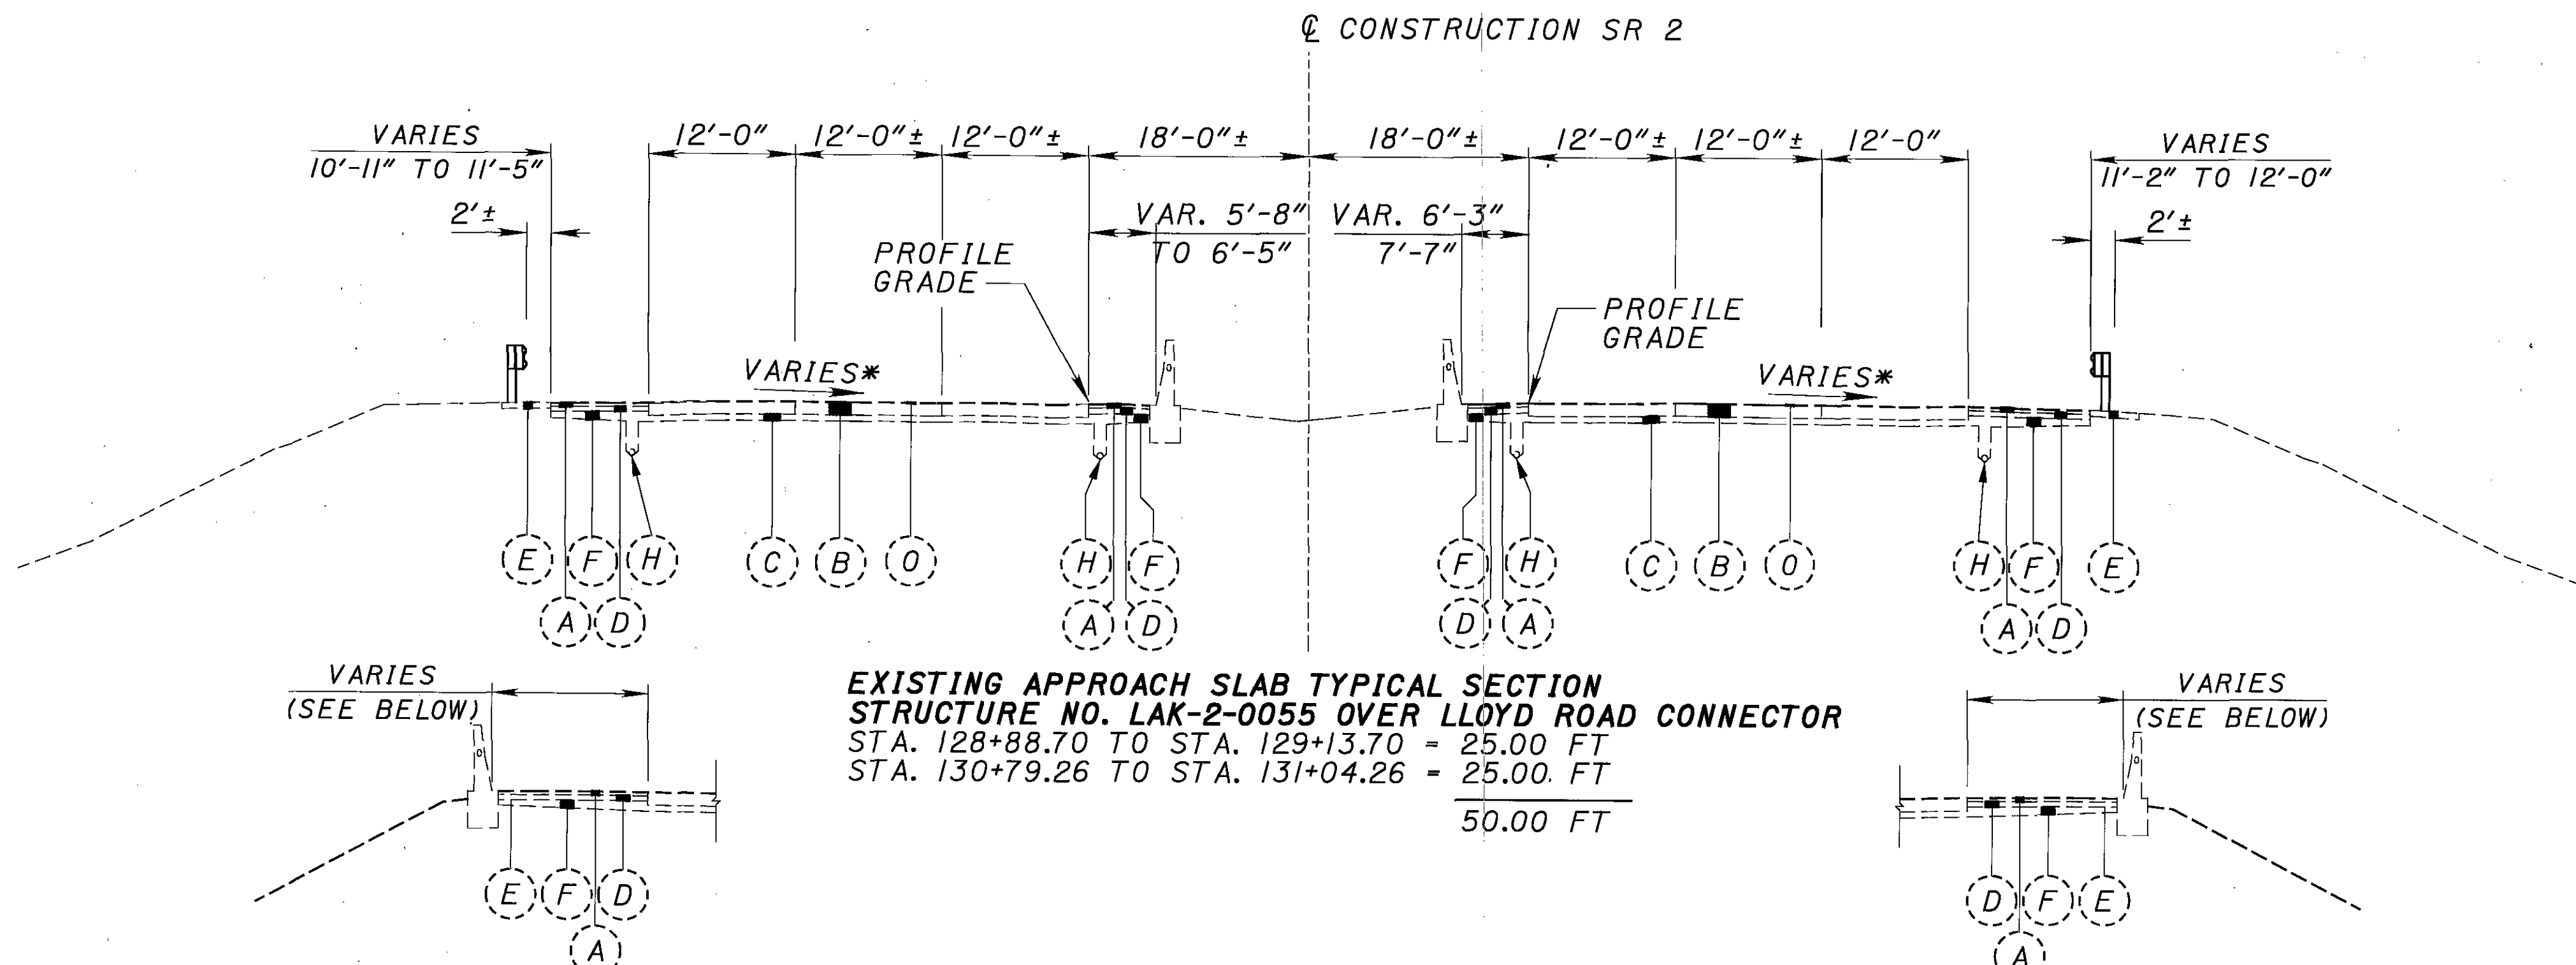 ℄ CONSTRUCTION SR 2
VARIES
10'-11" TO 11'-5"
12'-0"
12'-0"±
12'-0"±
18'-0"±
18'-0"±
12'-0"±
12'-0"±
12'-0"
VARIES
11'-2" TO 12'-0"
2'±
VAR. 5'-8"
TO 6'-5"
VAR. 6'-3"
7'-7"
2'±
PROFILE
GRADE
PROFILE
GRADE
VARIES*
VARIES*
E
F
H
C
B
O
H
F
F
H
C
B
O
H
F
E
A
D
A
D
D
A
A
D
VARIES
(SEE BELOW)
EXISTING APPROACH SLAB TYPICAL SECTION
STRUCTURE NO. LAK-2-0055 OVER LLOYD ROAD CONNECTOR
STA. 128+88.70 TO STA. 129+13.70 = 25.00 FT
STA. 130+79.26 TO STA. 131+04.26 = 25.00 FT
50.00 FT
VARIES
(SEE BELOW)
E
F
D
A
D
F
E
A